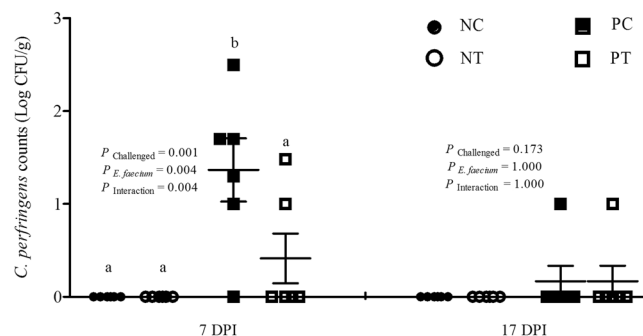 C. perfringens counts (Log CFU/g)
3
2
1
0
NC
NT
PC
PT
b
a
a
a
P Challenged = 0.001
P E. faecium = 0.004
P Interaction = 0.004
P Challenged = 0.173
P E. faecium = 1.000
P Interaction = 1.000
7 DPI
17 DPI